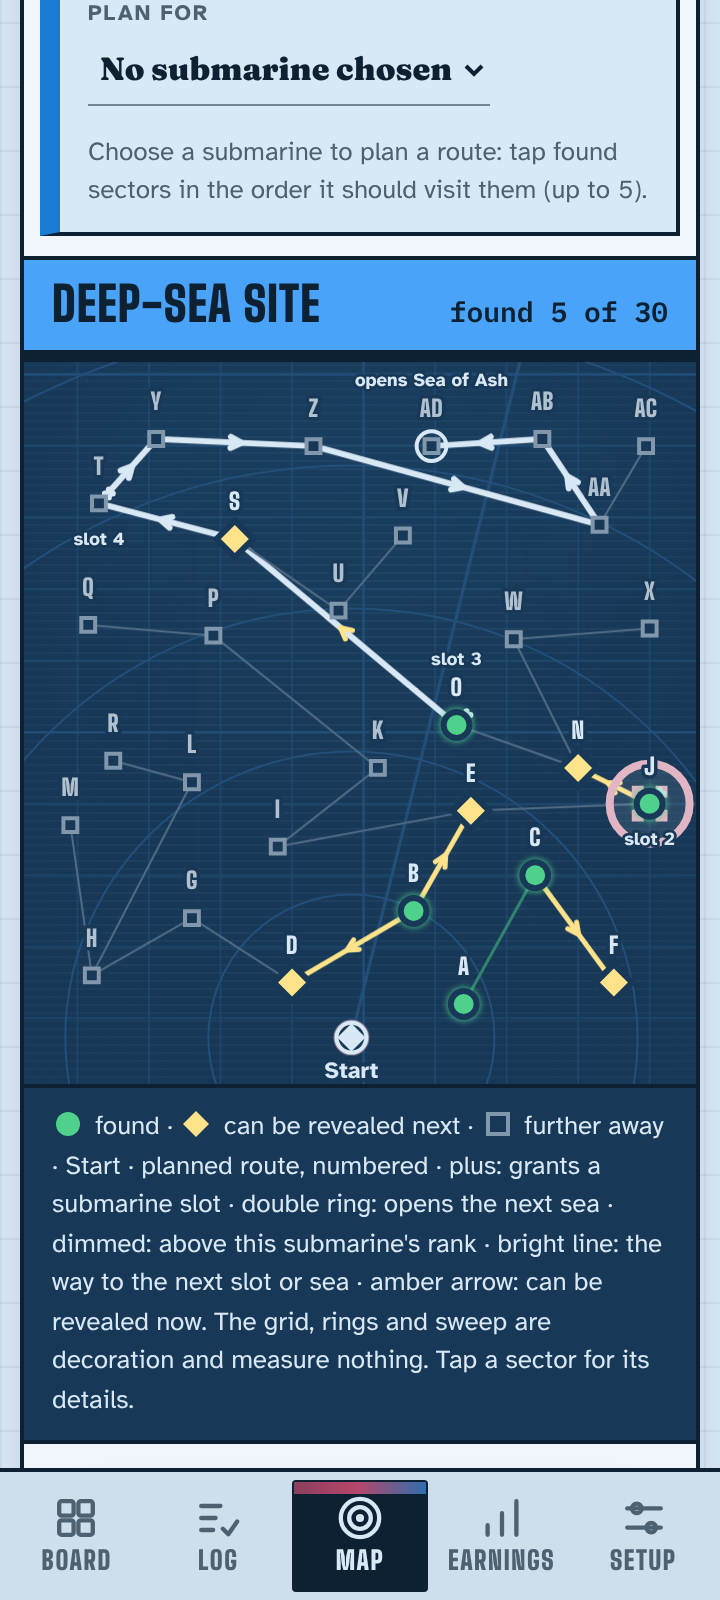 PLAN FOR
No submarine chosen
Choose a submarine to plan a route: tap found
sectors in the order it should visit them (up to 5).
DEEP-SEA SITE
found 5 of 30
opens Sea of Ash
Y
Z
AD
AB
AC
T
S
V
AA
slot 4
Q
P
U
W
X
slot 3
O
R
L
K
N
M
I
E
J
slot 2
G
B
C
H
D
A
F
Start
found · can be revealed next · further away
· Start · planned route, numbered · plus: grants a
submarine slot · double ring: opens the next sea ·
dimmed: above this submarine's rank · bright line: the
way to the next slot or sea · amber arrow: can be
revealed now. The grid, rings and sweep are
decoration and measure nothing. Tap a sector for its
details.
BOARD
LOG
MAP
EARNINGS
SETUP